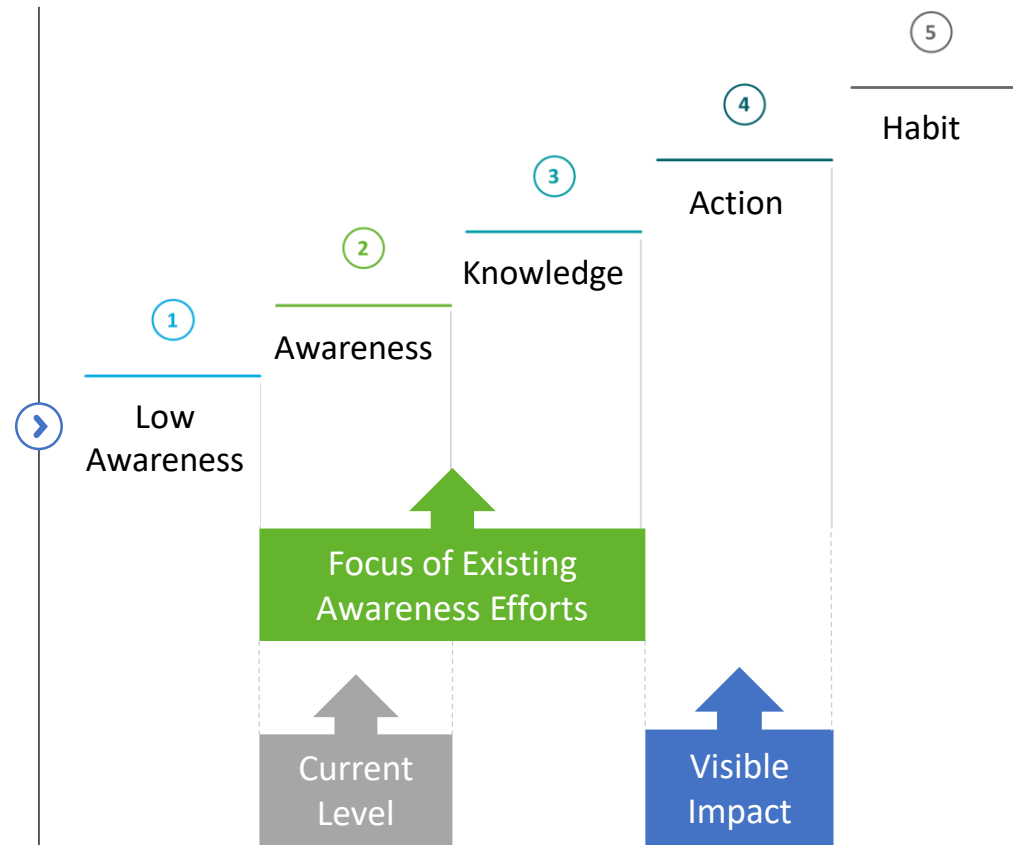 1
Low
Awareness
2
Awareness
3
Knowledge
4
Action
5
Habit
Focus of Existing
Awareness Efforts
Current
Level
Visible
Impact